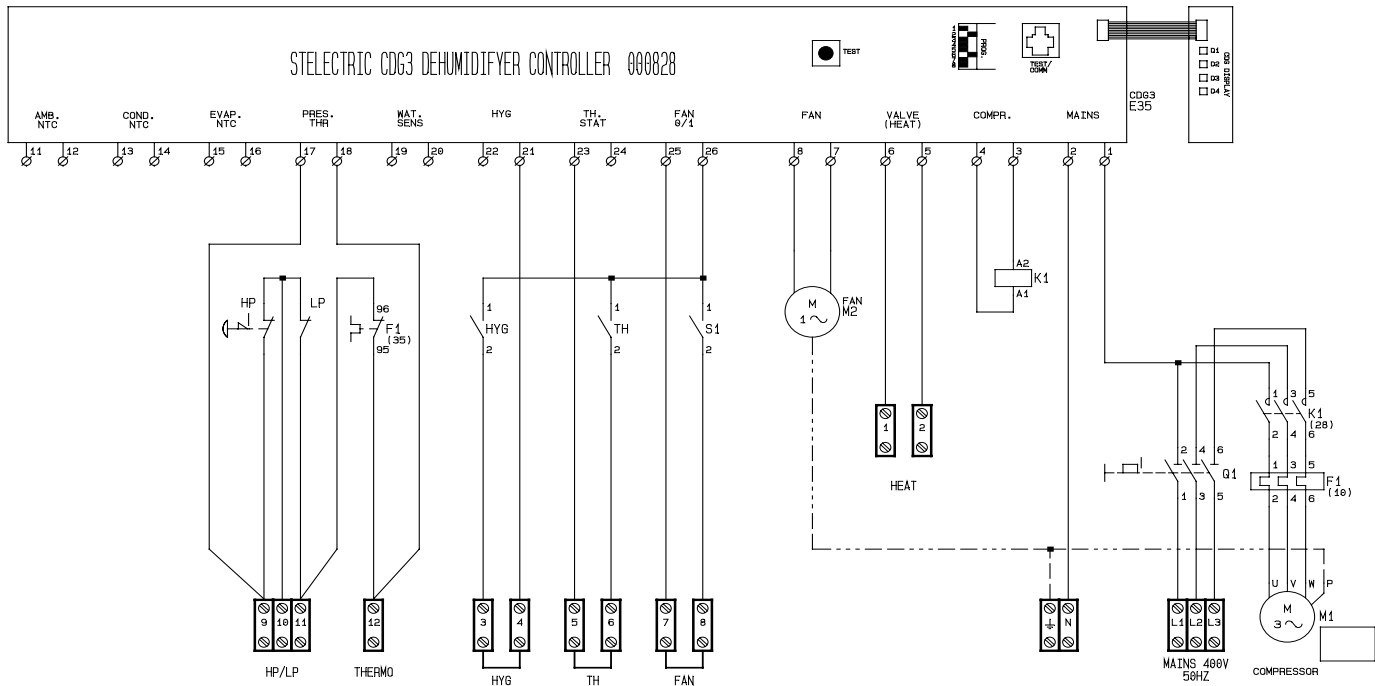 STELECTRIC CDG3 DEHUMIDIFYER CONTROLLER 000828
TEST
PROG.
TEST/
COMM
D1
D2
D3
D4
CDG DISPLAY
CDG3
E35
AMB.
NTC
COND.
NTC
EVAP.
NTC
PRES.
THR
WAT.
SENS
HYG
TH.
STAT
FAN
0/1
FAN
VALVE
(HEAT)
COMPR.
MAINS
11 12 13 14 15 16 17 18 19 20 22 21 23 24 25 26 8 7 6 5 4 3 2 1
A2
K1
A1
HP
LP
96
F1
(35)
95
1
HYG
2
1
TH
2
1
S1
2
M
1
FAN
M2
1 3 5
K1
(28)
2 4 6
1 2
HEAT
2 4 6
Q1
1 3 5
1 3 5
F1
(10)
2 4 6
U V W P
M
3
M1
9 10 11
HP/LP
12
THERMO
3 4
HYG
5 6
TH
7 8
FAN
N
L1 L2 L3
MAINS 400V
50HZ
COMPRESSOR